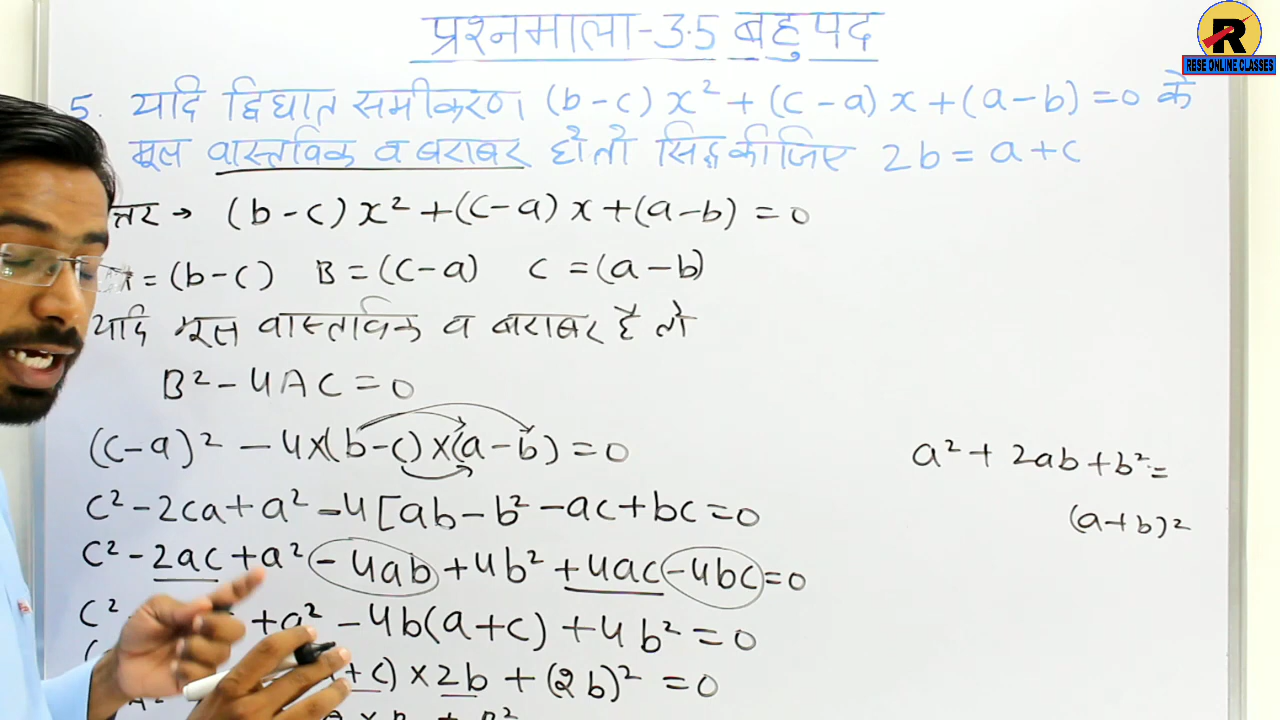 प्रश्नमाला-3.5 बहुपद
R
RESE ONLINE CLASSES
5. यदि द्विघात समीकरण (b-c)x² + (c-a)x + (a-b) = 0 के
मूल वास्तविक व बराबर हो तो सिद्ध कीजिए 2b = a+c
→ (b-c)x² + (c-a)x + (a-b) = 0
= (b-c) B = (c-a) C = (a-b)
यदि मूल वास्तविक व बराबर है तो
B² - 4AC = 0
(c-a)² - 4×(b-c)×(a-b) = 0
c² - 2ca + a² - 4[ab - b² - ac + bc = 0
c² - 2ac + a² - 4ab + 4b² + 4ac - 4bc = 0
c² + a² - 4b(a+c) + 4b² = 0
+c) × 2b + (2b)² = 0
a² + 2ab + b² =
(a+b)²